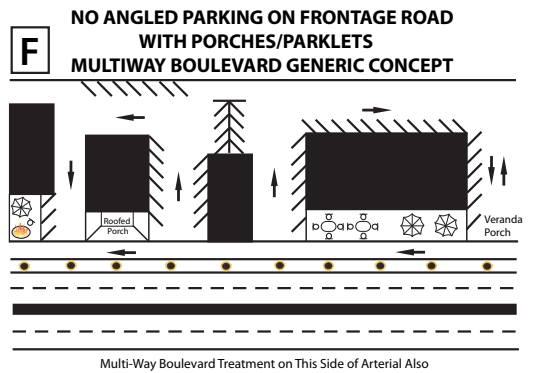 NO ANGLED PARKING ON FRONTAGE ROAD
WITH PORCHES/PARKLETS
MULTIWAY BOULEVARD GENERIC CONCEPT
F
Roofed
Porch
Veranda
Porch
Multi-Way Boulevard Treatment on This Side of Arterial Also